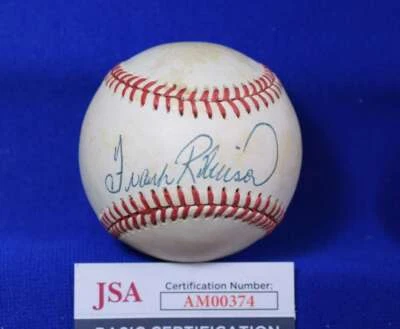 Frank Robinson
JSA
Certification Number:
AM00374
BASIC CERTIFICATION